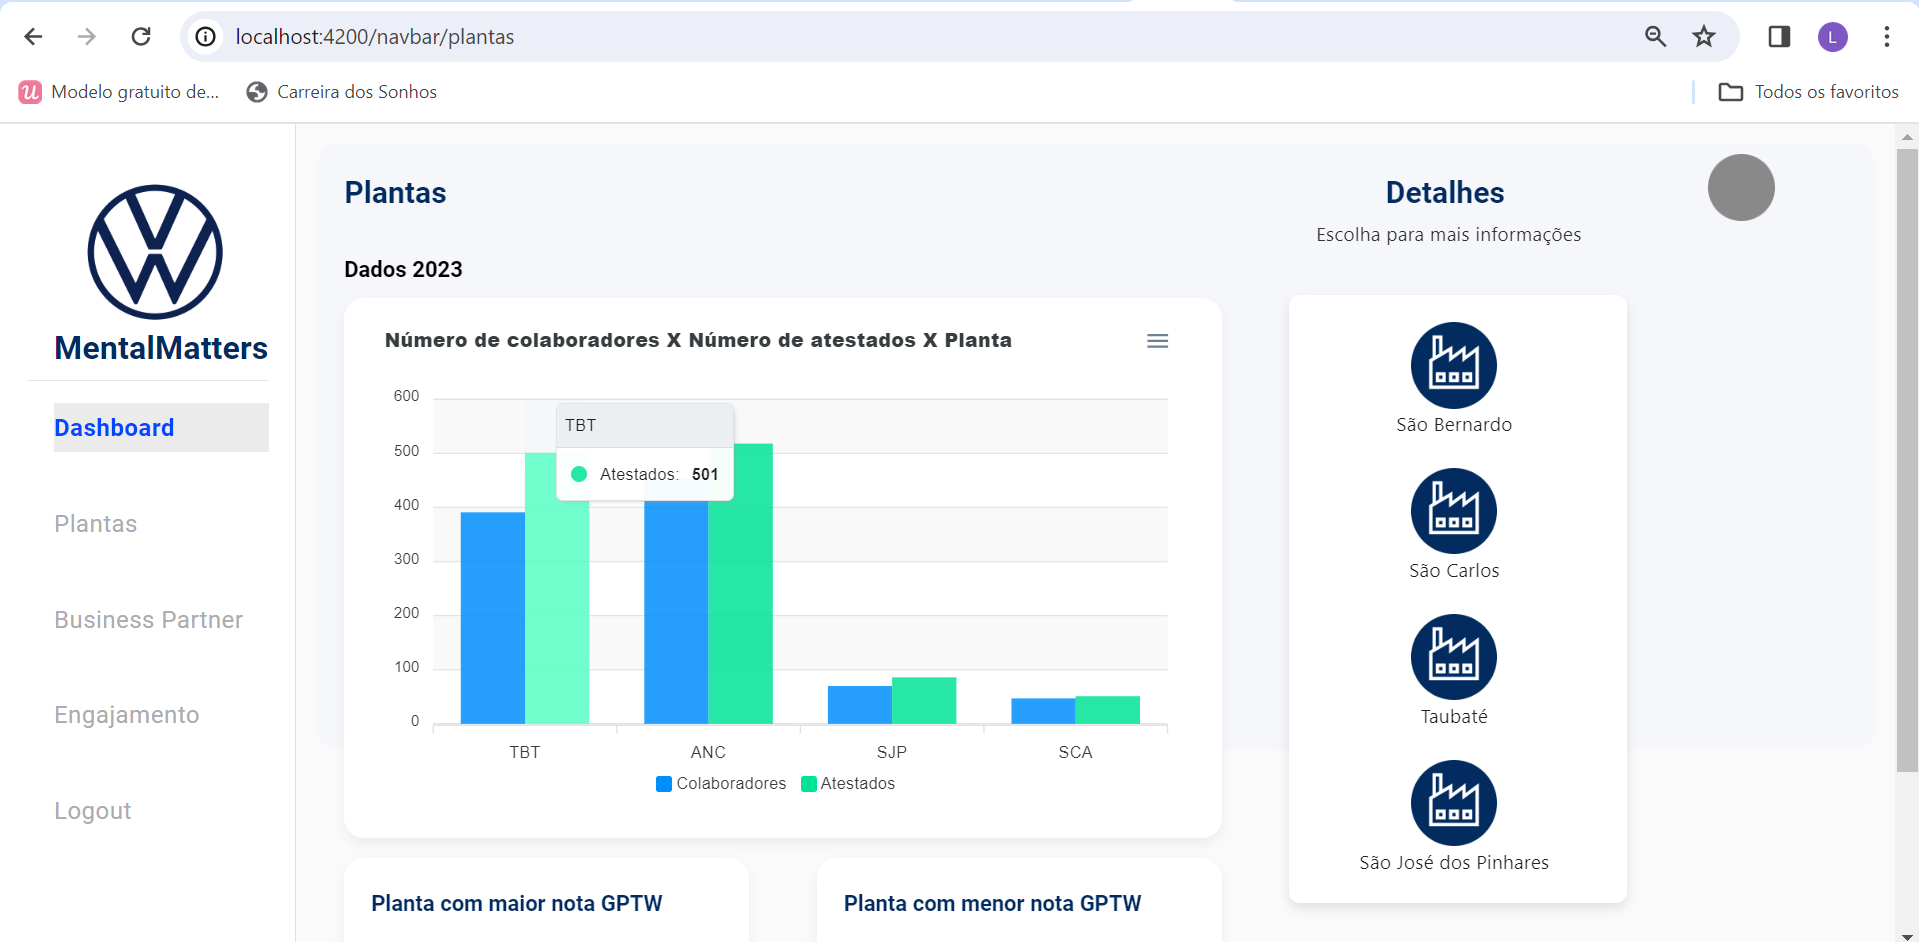 localhost:4200/navbar/plantas
L
Modelo gratuito de...
Carreira dos Sonhos
Todos os favoritos
MentalMatters
Dashboard
Plantas
Business Partner
Engajamento
Logout
Plantas
Dados 2023
Número de colaboradores X Número de atestados X Planta
600
500
400
300
200
100
0
TBT
Atestados: 501
TBT
ANC
SJP
SCA
Colaboradores
Atestados
Planta com maior nota GPTW
Planta com menor nota GPTW
Detalhes
Escolha para mais informações
São Bernardo
São Carlos
Taubaté
São José dos Pinhares